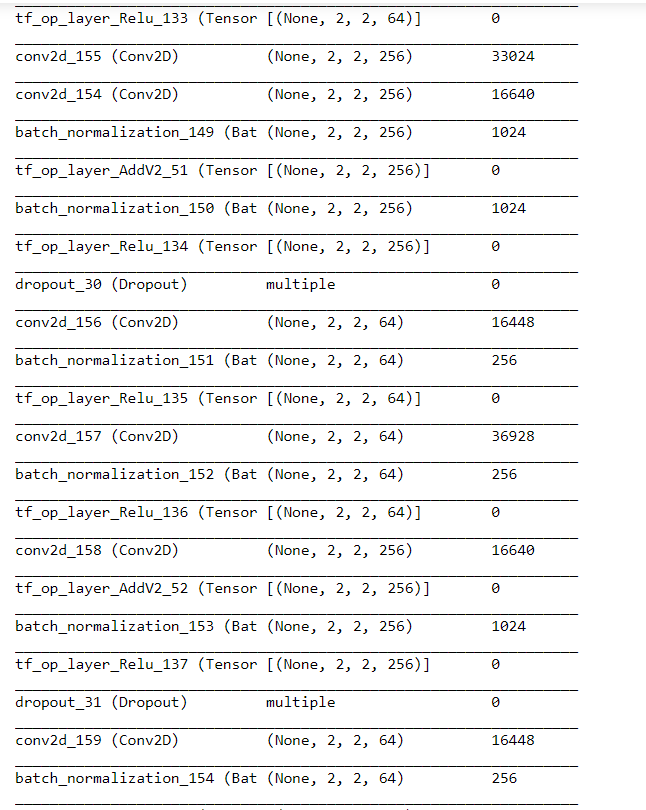 tf_op_layer_Relu_133 (Tensor [(None, 2, 2, 64)] 0
conv2d_155 (Conv2D) (None, 2, 2, 256) 33024
conv2d_154 (Conv2D) (None, 2, 2, 256) 16640
batch_normalization_149 (Bat (None, 2, 2, 256) 1024
tf_op_layer_AddV2_51 (Tensor [(None, 2, 2, 256)] 0
batch_normalization_150 (Bat (None, 2, 2, 256) 1024
tf_op_layer_Relu_134 (Tensor [(None, 2, 2, 256)] 0
dropout_30 (Dropout) multiple 0
conv2d_156 (Conv2D) (None, 2, 2, 64) 16448
batch_normalization_151 (Bat (None, 2, 2, 64) 256
tf_op_layer_Relu_135 (Tensor [(None, 2, 2, 64)] 0
conv2d_157 (Conv2D) (None, 2, 2, 64) 36928
batch_normalization_152 (Bat (None, 2, 2, 64) 256
tf_op_layer_Relu_136 (Tensor [(None, 2, 2, 64)] 0
conv2d_158 (Conv2D) (None, 2, 2, 256) 16640
tf_op_layer_AddV2_52 (Tensor [(None, 2, 2, 256)] 0
batch_normalization_153 (Bat (None, 2, 2, 256) 1024
tf_op_layer_Relu_137 (Tensor [(None, 2, 2, 256)] 0
dropout_31 (Dropout) multiple 0
conv2d_159 (Conv2D) (None, 2, 2, 64) 16448
batch_normalization_154 (Bat (None, 2, 2, 64) 256